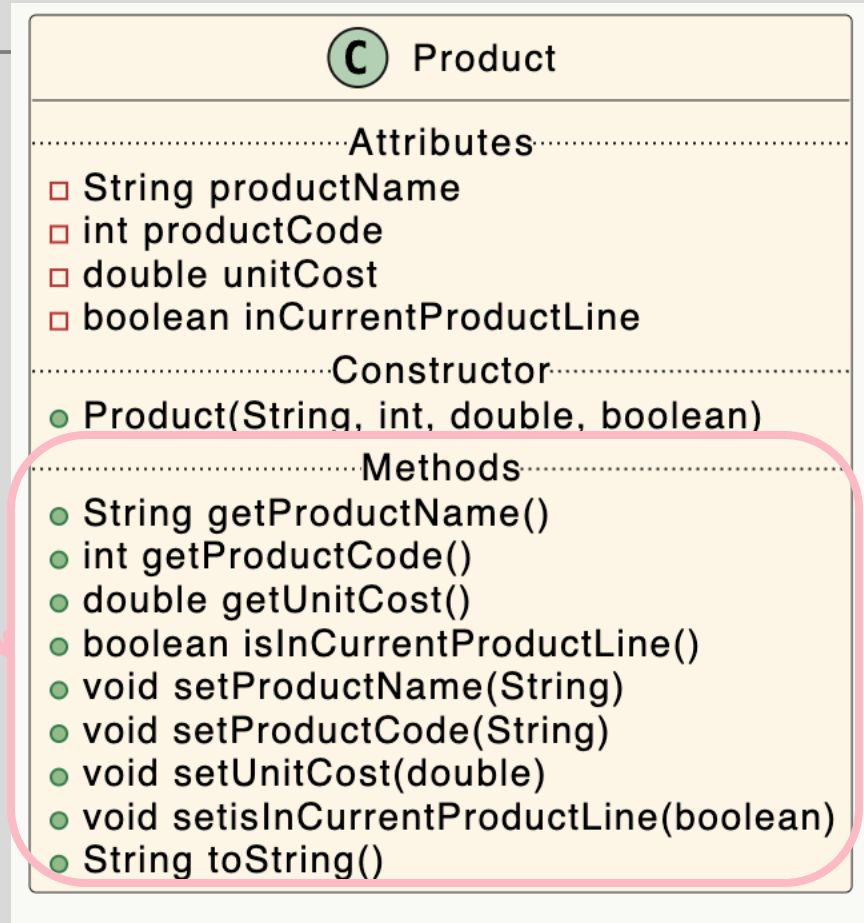 C Product
Attributes
String productName
int productCode
double unitCost
boolean inCurrentProductLine
Constructor
Product(String, int, double, boolean)
Methods
String getProductName()
int getProductCode()
double getUnitCost()
boolean isInCurrentProductLine()
void setProductName(String)
void setProductCode(String)
void setUnitCost(double)
void setisInCurrentProductLine(boolean)
String toString()